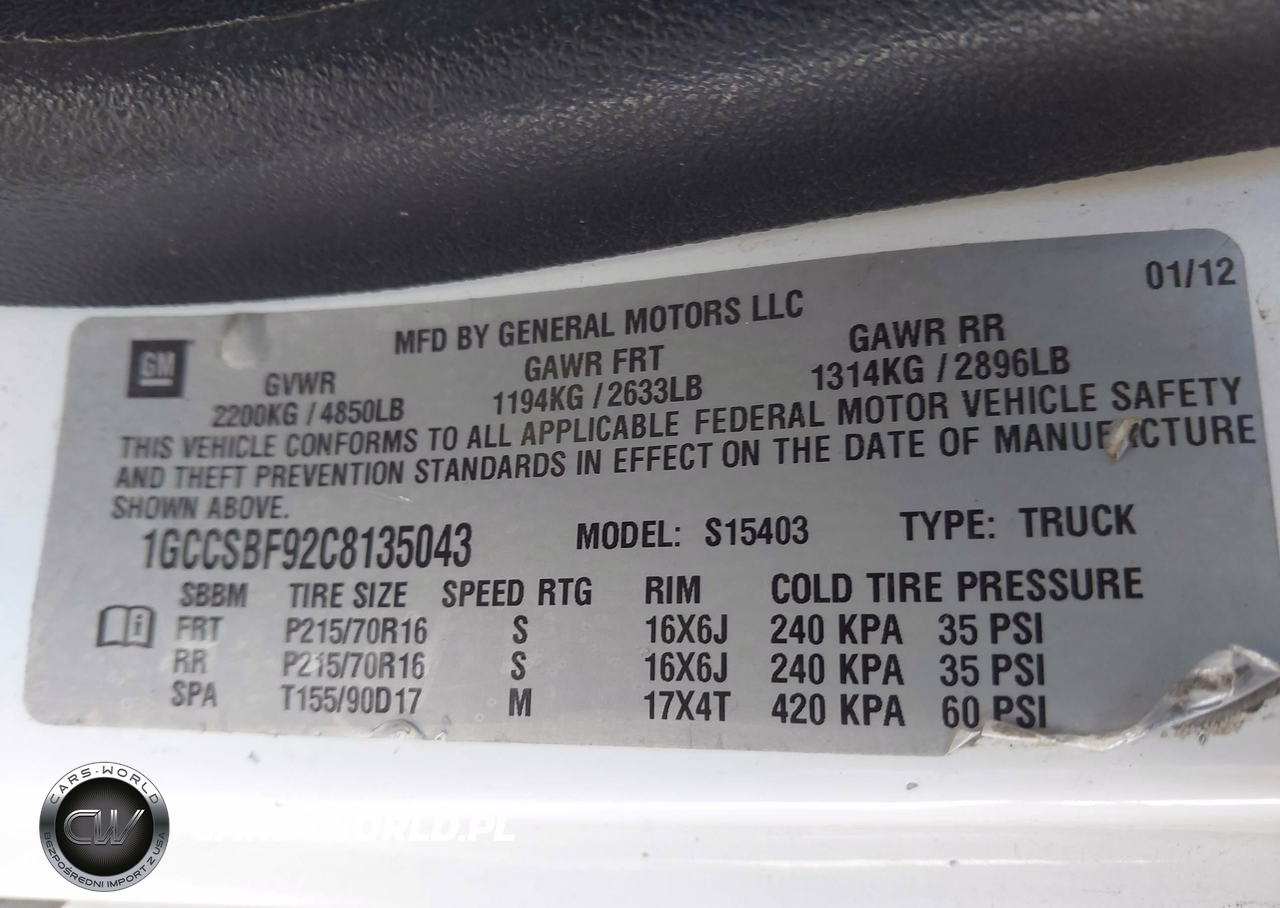 01/12
MFD BY GENERAL MOTORS LLC
GM
GVWR GAWR FRT GAWR RR
2200KG / 4850LB 1194KG / 2633LB 1314KG / 2896LB
THIS VEHICLE CONFORMS TO ALL APPLICABLE FEDERAL MOTOR VEHICLE SAFETY
AND THEFT PREVENTION STANDARDS IN EFFECT ON THE DATE OF MANUFACTURE
SHOWN ABOVE.
1GCCSBF92C8135043 MODEL: S15403 TYPE: TRUCK
SBBM TIRE SIZE SPEED RTG RIM COLD TIRE PRESSURE
FRT P215/70R16 S 16X6J 240 KPA 35 PSI
RR P215/70R16 S 16X6J 240 KPA 35 PSI
SPA T155/90D17 M 17X4T 420 KPA 60 PSI
CARS-WORLD
CW
BEZPOŚREDNI IMPORT Z USA
CARS-WORLD.PL